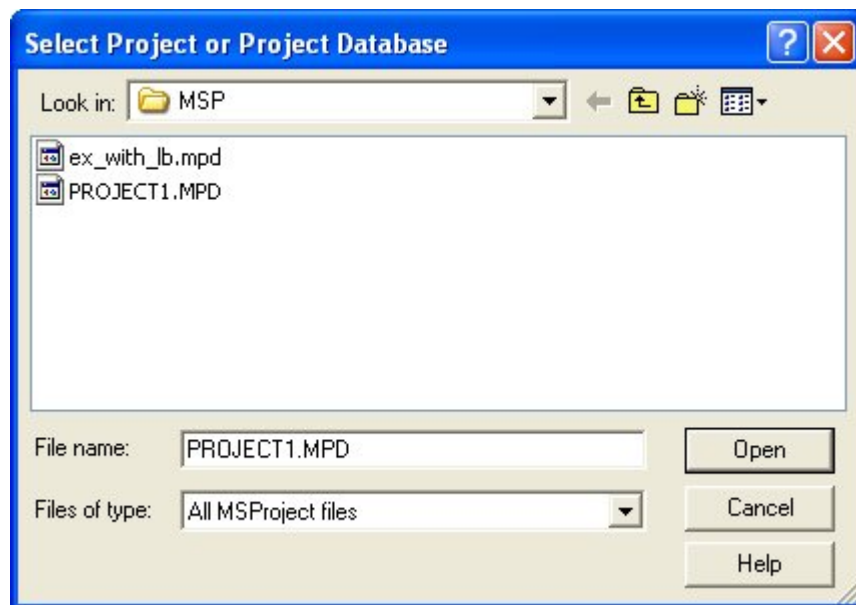 Select Project or Project Database
Look in: MSP
ex_with_lb.mpd
PROJECT1.MPD
File name: PROJECT1.MPD Open
Files of type: All MSProject files Cancel
Help